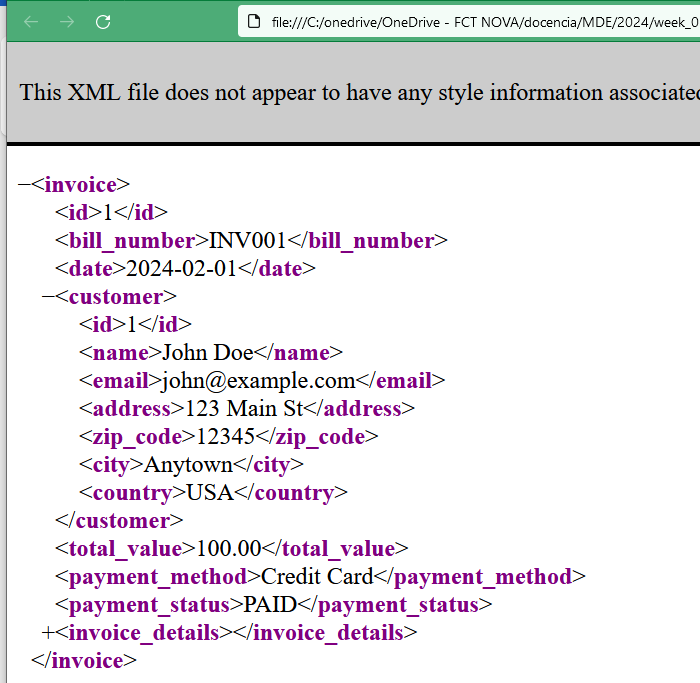 file:///C:/onedrive/OneDrive - FCT NOVA/docencia/MDE/2024/week_0
This XML file does not appear to have any style information associated
−<invoice>
<id>1</id>
<bill_number>INV001</bill_number>
<date>2024-02-01</date>
−<customer>
<id>1</id>
<name>John Doe</name>
<email>john@example.com</email>
<address>123 Main St</address>
<zip_code>12345</zip_code>
<city>Anytown</city>
<country>USA</country>
</customer>
<total_value>100.00</total_value>
<payment_method>Credit Card</payment_method>
<payment_status>PAID</payment_status>
+<invoice_details></invoice_details>
</invoice>